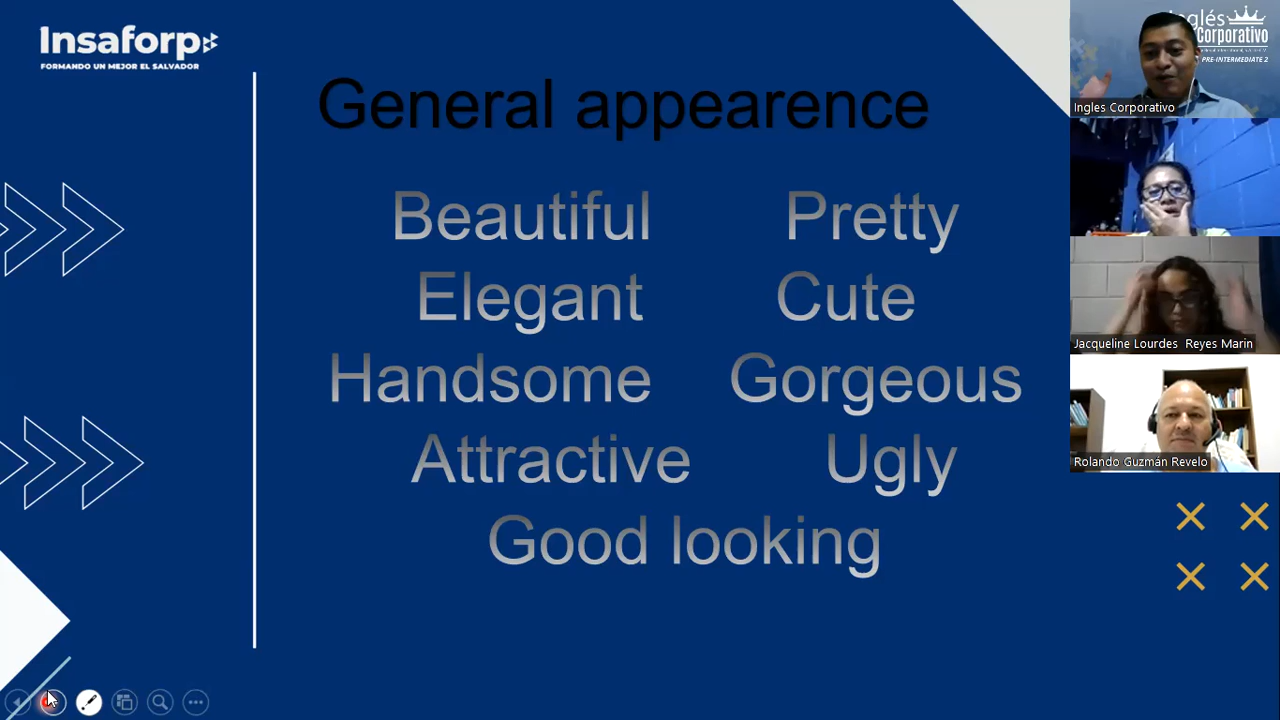 Insaforp
FORMANDO UN MEJOR EL SALVADOR
General appearence
Beautiful Pretty
Elegant Cute
Handsome Gorgeous
Attractive Ugly
Good looking
Inglés
Corporativo
PRE-INTERMEDIATE 2
Ingles Corporativo
Jacqueline Lourdes Reyes Marin
Rolando Guzmán Revelo